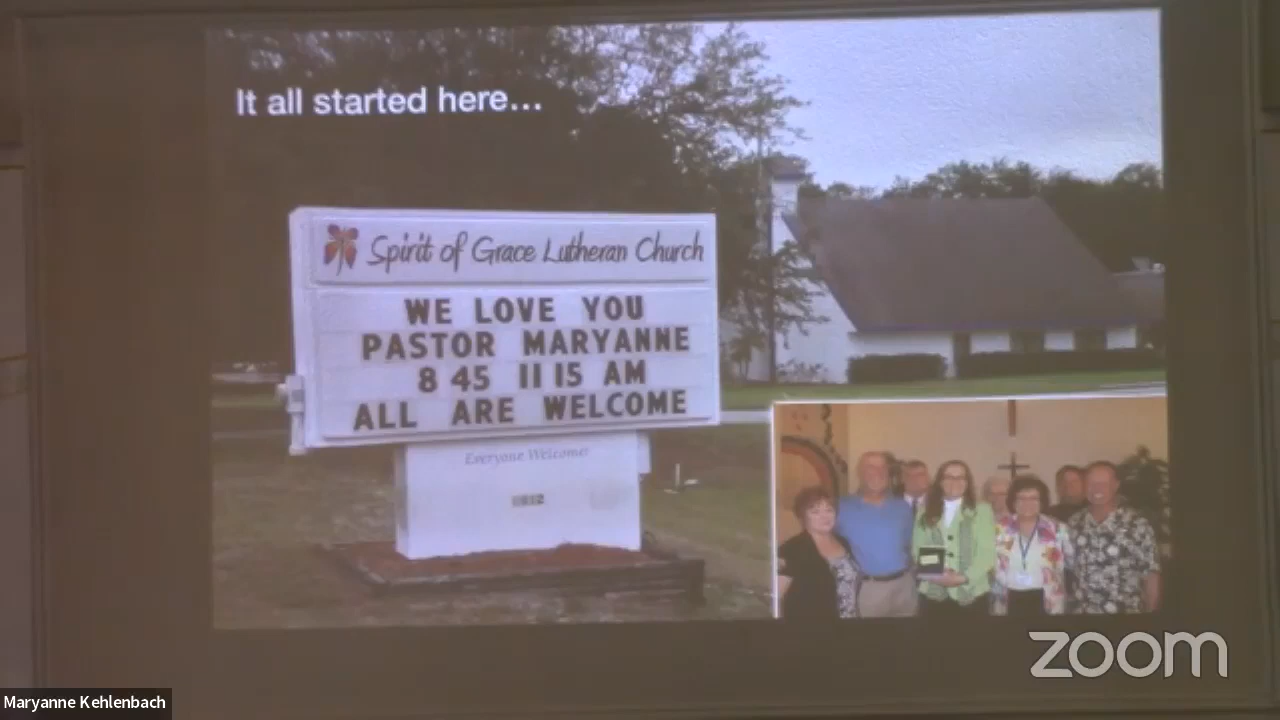 It all started here...
Spirit of Grace Lutheran Church
WE LOVE YOU
PASTOR MARYANNE
8 45 11 15 AM
ALL ARE WELCOME
Everyone Welcome!
zoom
Maryanne Kehlenbach